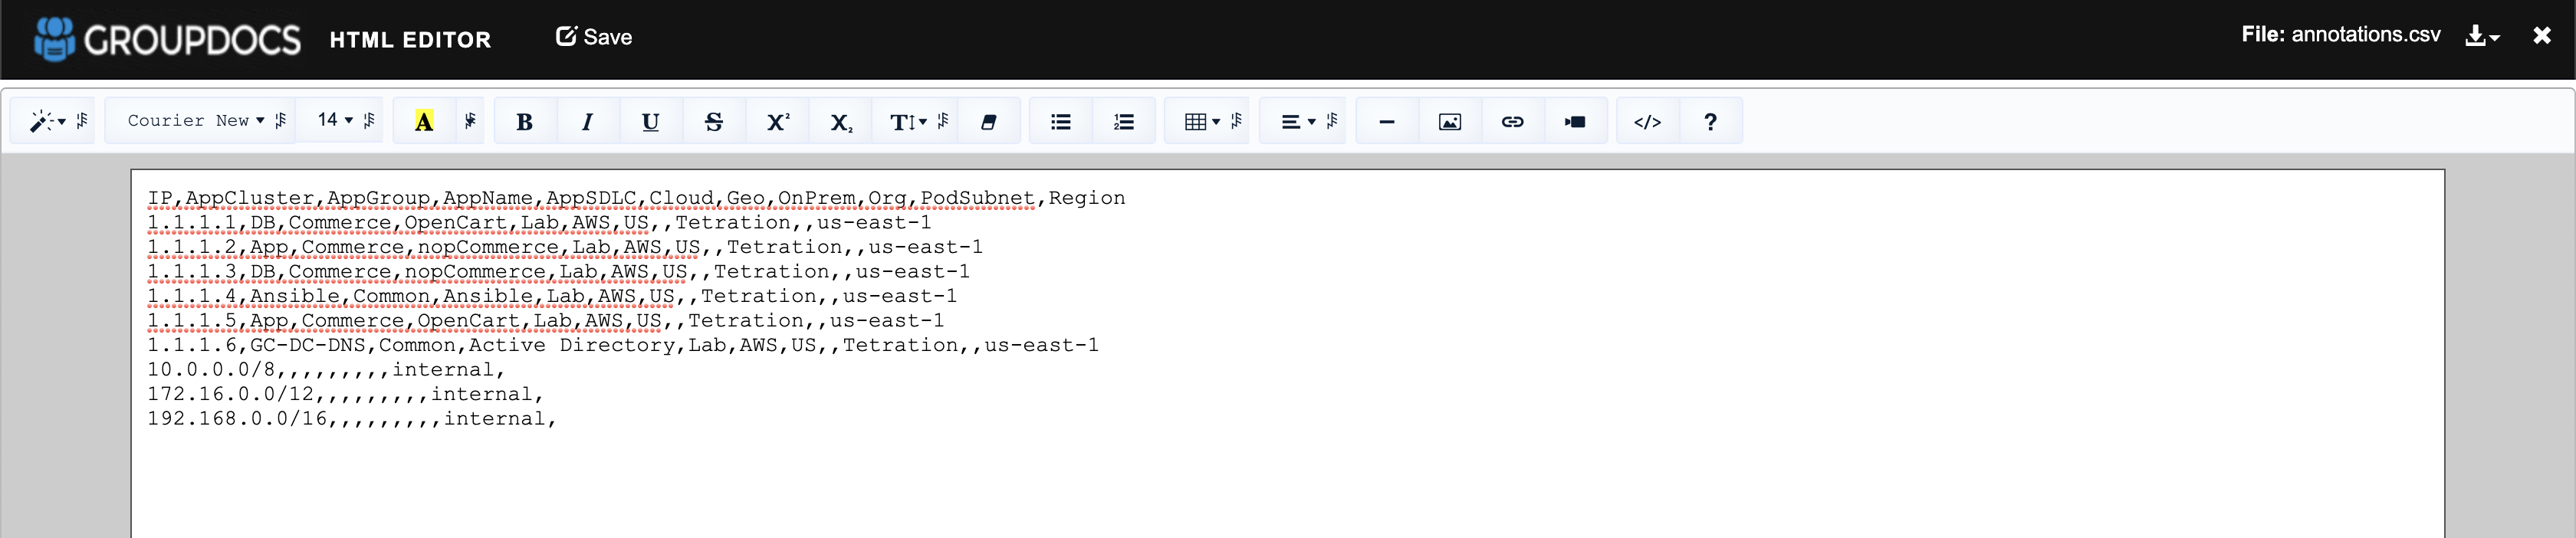 GROUPDOCS HTML EDITOR Save File: annotations.csv
Courier New 14 A B I U S X² X₂ T </> ?
IP,AppCluster,AppGroup,AppName,AppSDLC,Cloud,Geo,OnPrem,Org,PodSubnet,Region
1.1.1.1,DB,Commerce,OpenCart,Lab,AWS,US,,Tetration,,us-east-1
1.1.1.2,App,Commerce,nopCommerce,Lab,AWS,US,,Tetration,,us-east-1
1.1.1.3,DB,Commerce,nopCommerce,Lab,AWS,US,,Tetration,,us-east-1
1.1.1.4,Ansible,Common,Ansible,Lab,AWS,US,,Tetration,,us-east-1
1.1.1.5,App,Commerce,OpenCart,Lab,AWS,US,,Tetration,,us-east-1
1.1.1.6,GC-DC-DNS,Common,Active Directory,Lab,AWS,US,,Tetration,,us-east-1
10.0.0.0/8,,,,,,,,,internal,
172.16.0.0/12,,,,,,,,,internal,
192.168.0.0/16,,,,,,,,,internal,